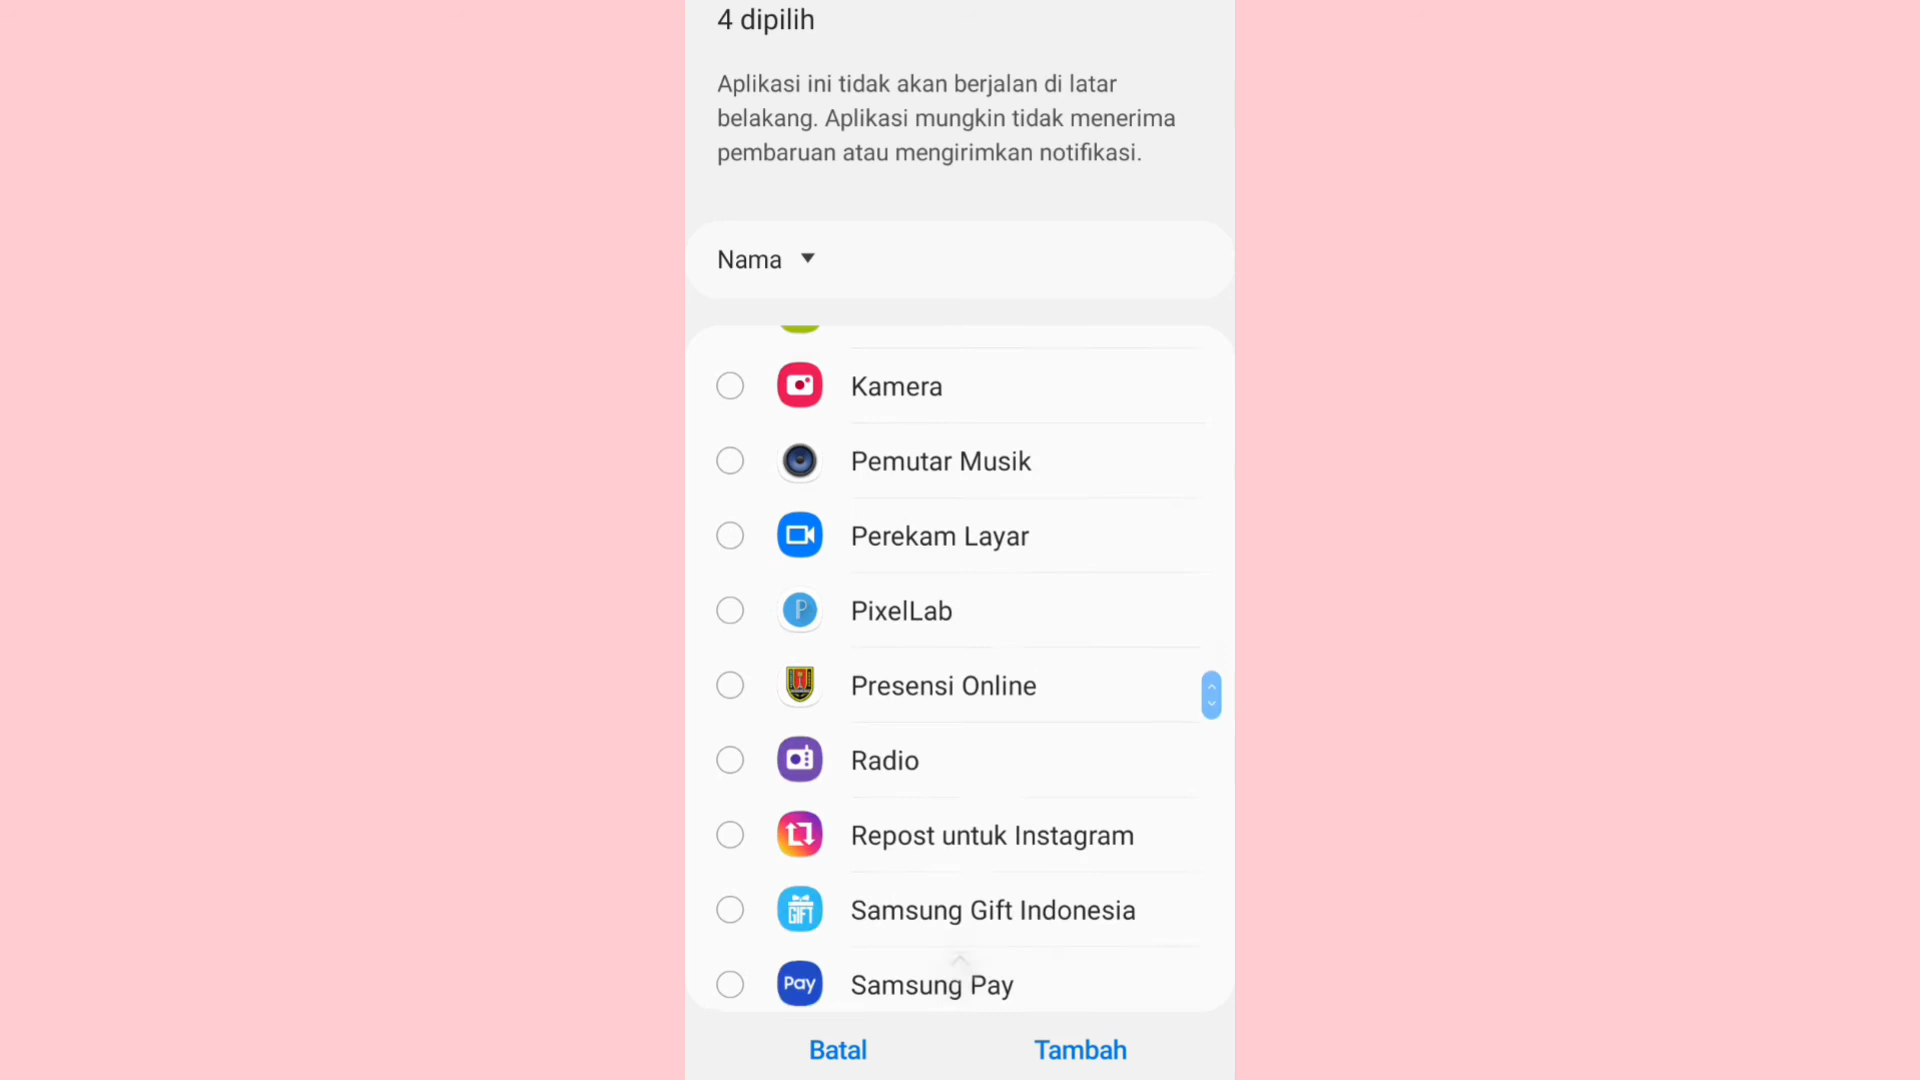 4 dipilih
Aplikasi ini tidak akan berjalan di latar
belakang. Aplikasi mungkin tidak menerima
pembaruan atau mengirimkan notifikasi.
Nama
Kamera
Pemutar Musik
Perekam Layar
P
PixelLab
Presensi Online
Radio
Repost untuk Instagram
GIFT
Samsung Gift Indonesia
Pay
Samsung Pay
Batal
Tambah